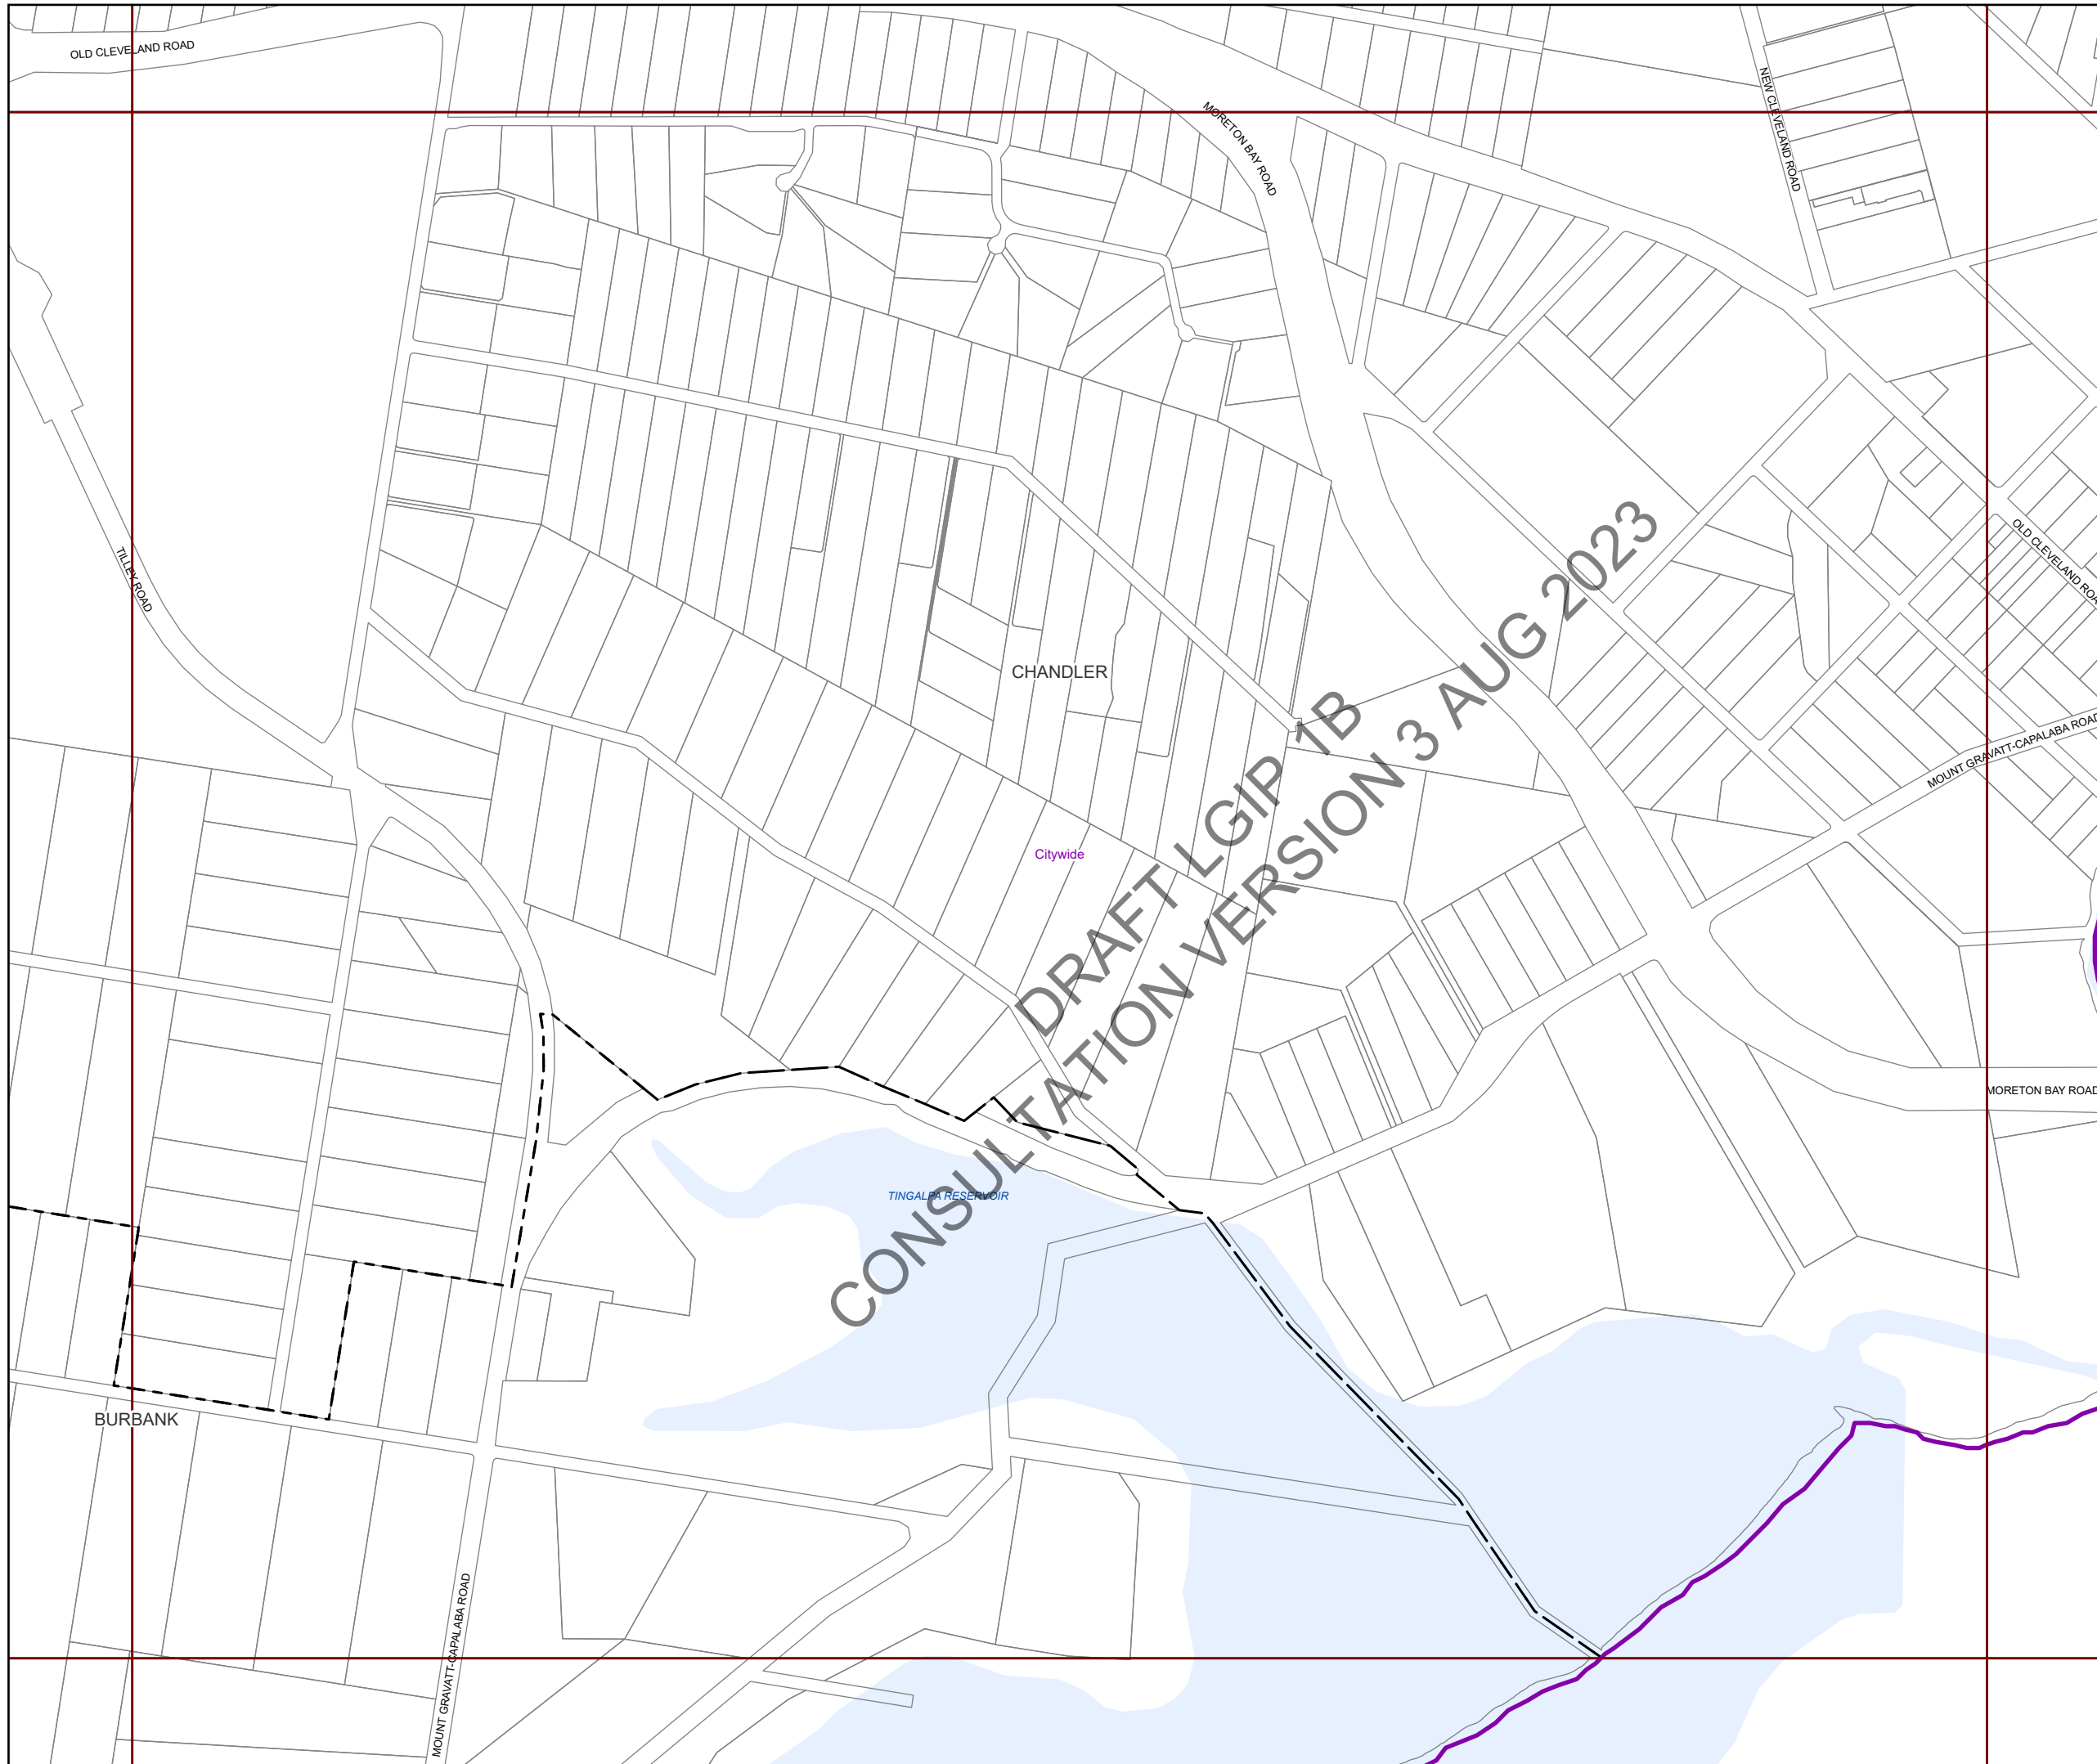 OLD CLEVELAND ROAD
MORETON BAY ROAD
NEW CLEVELAND ROAD
TILLEY ROAD
OLD CLEVELAND ROA
CHANDLER
MOUNT GRAVATT-CAPALABA ROAD
Citywide
DRAFT LGIP 1B
CONSULTATION VERSION 3 AUG 2023
MORETON BAY ROAD
TINGALPA RESERVOIR
BURBANK
MOUNT GRAVATT-CAPALABA ROAD